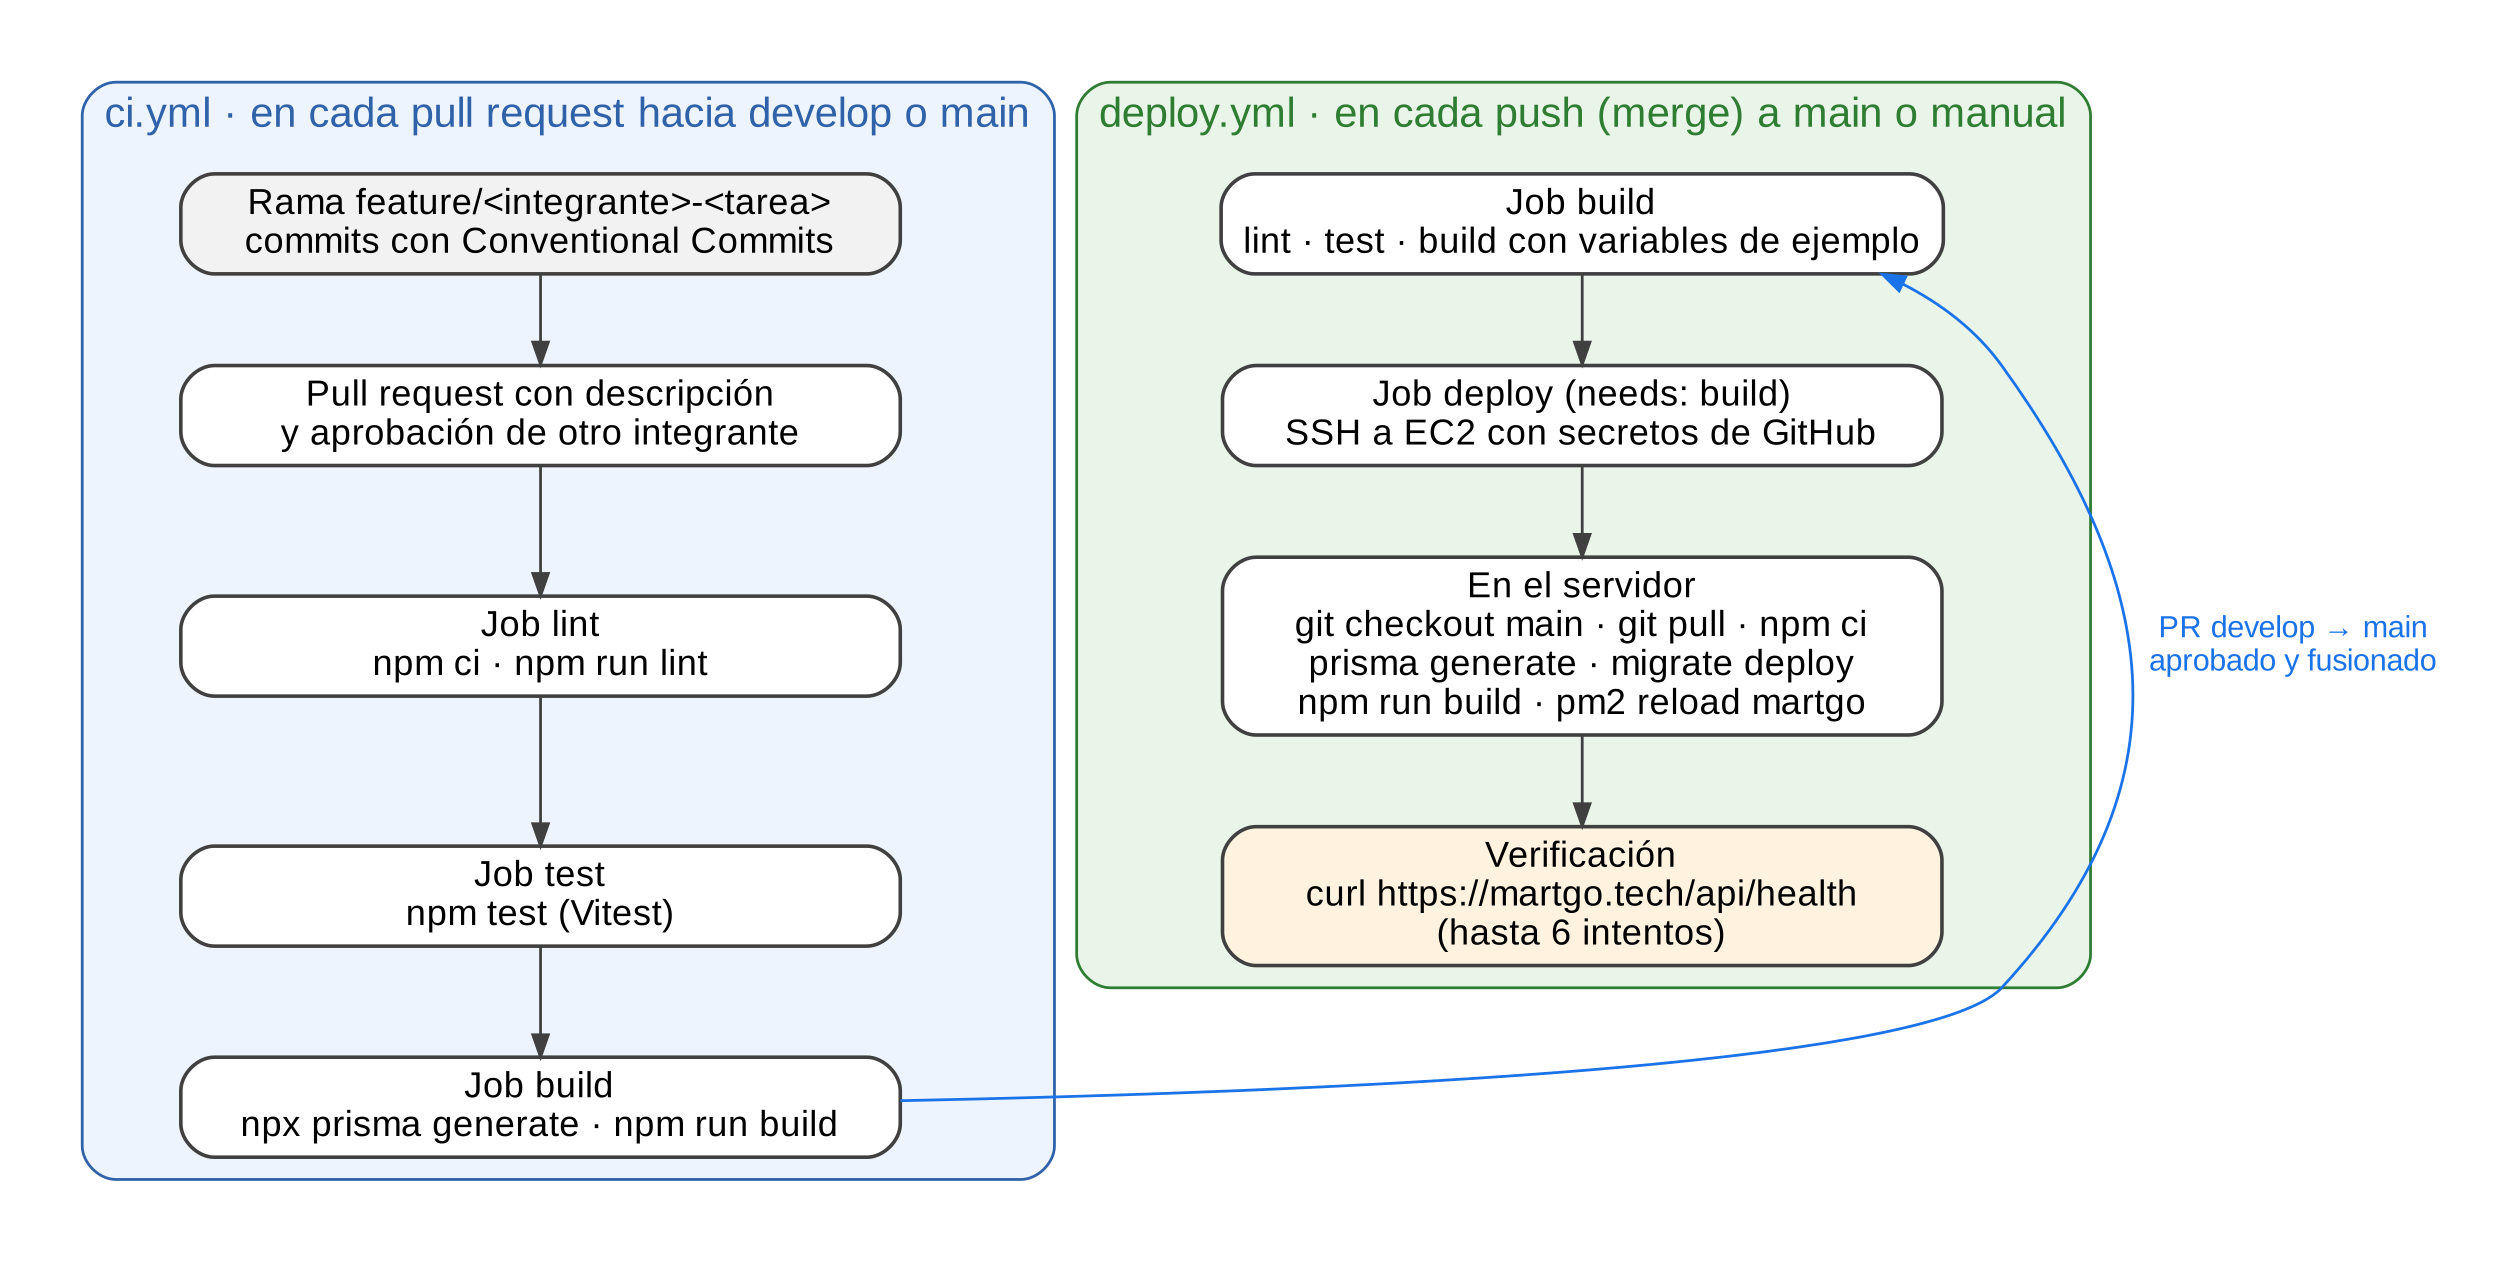 ci.yml · en cada pull request hacia develop o main
Rama feature/<integrante>-<tarea>
commits con Conventional Commits
Pull request con descripción
y aprobación de otro integrante
Job lint
npm ci · npm run lint
Job test
npm test (Vitest)
Job build
npx prisma generate · npm run build
deploy.yml · en cada push (merge) a main o manual
Job build
lint · test · build con variables de ejemplo
Job deploy (needs: build)
SSH a EC2 con secretos de GitHub
En el servidor
git checkout main · git pull · npm ci
prisma generate · migrate deploy
npm run build · pm2 reload martgo
Verificación
curl https://martgo.tech/api/health
(hasta 6 intentos)
PR develop → main
aprobado y fusionado